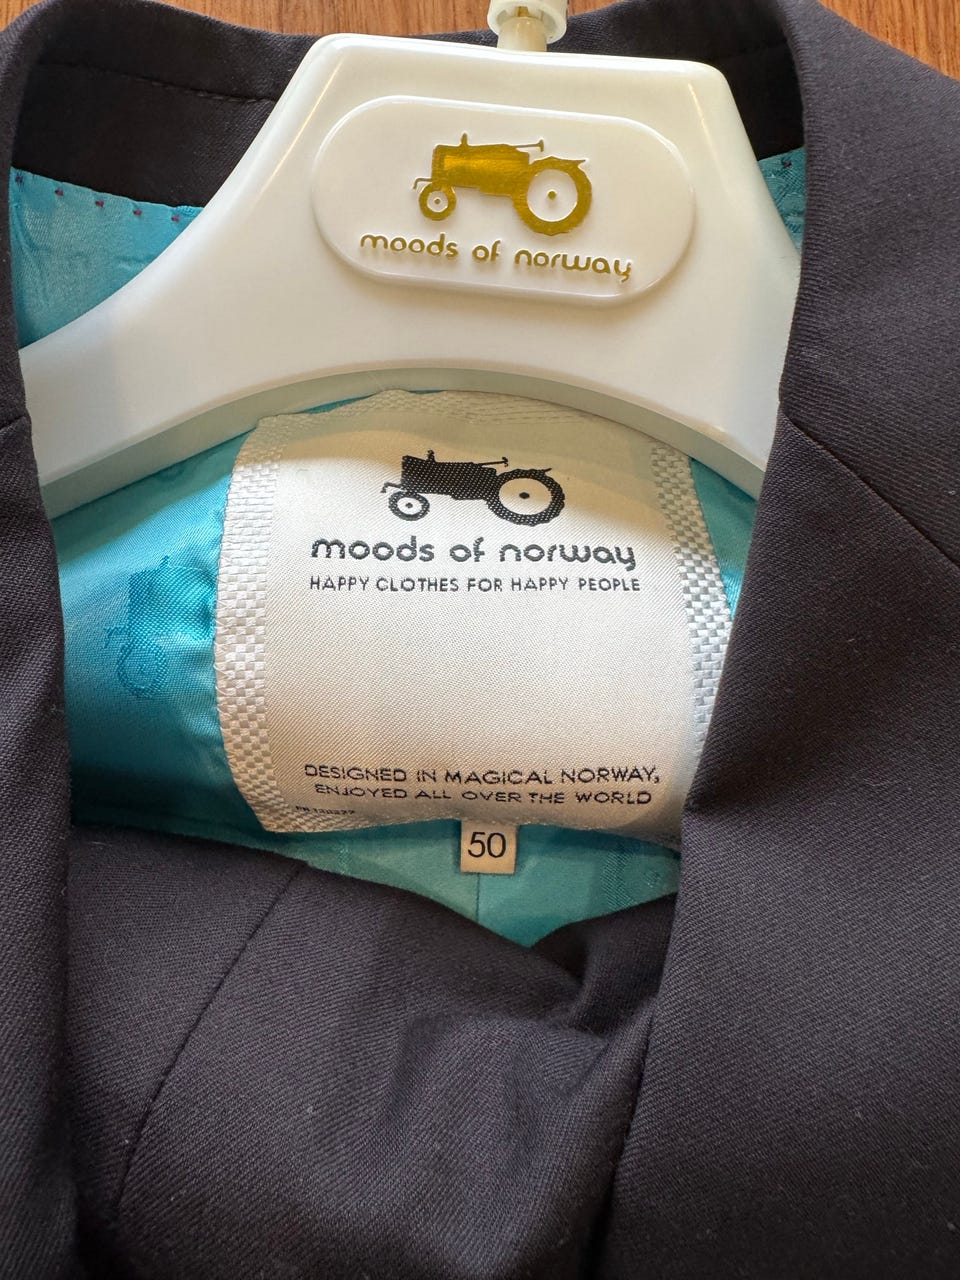 moods of norway
moods of norway
HAPPY CLOTHES FOR HAPPY PEOPLE
DESIGNED IN MAGICAL NORWAY,
ENJOYED ALL OVER THE WORLD
50